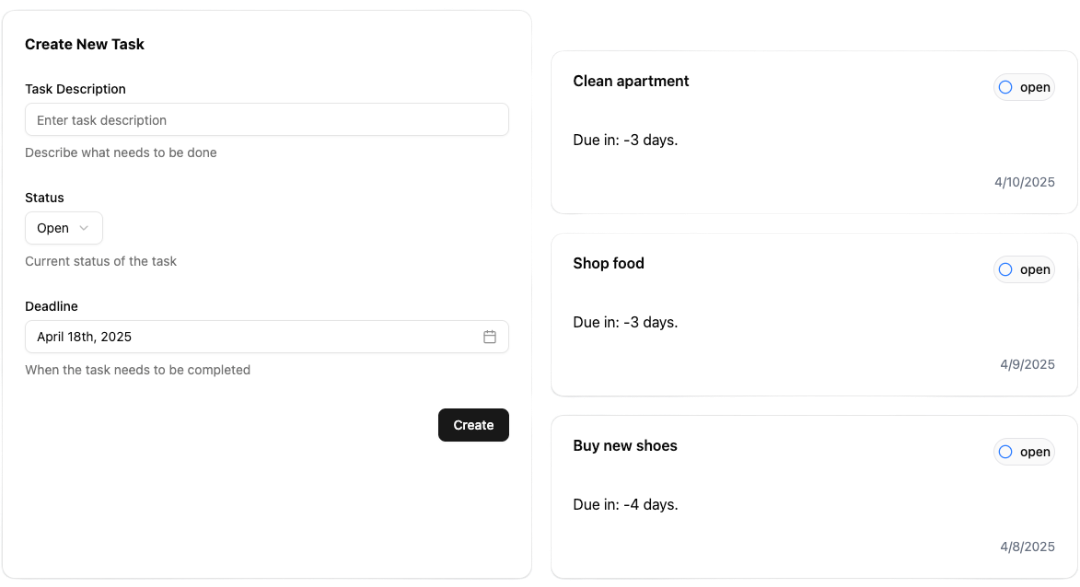 Create New Task
Task Description
Enter task description
Describe what needs to be done
Status
Open
Current status of the task
Deadline
April 18th, 2025
When the task needs to be completed
Create
Clean apartment
open
Due in: -3 days.
4/10/2025
Shop food
open
Due in: -3 days.
4/9/2025
Buy new shoes
open
Due in: -4 days.
4/8/2025